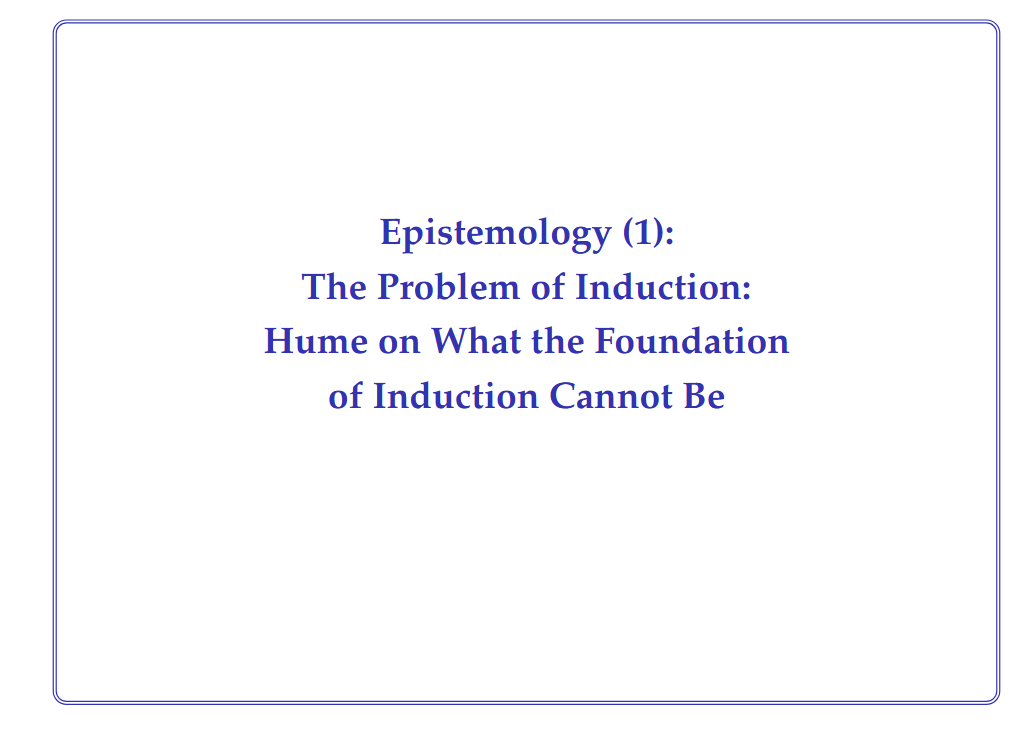 Epistemology (1):
The Problem of Induction:
Hume on What the Foundation
of Induction Cannot Be